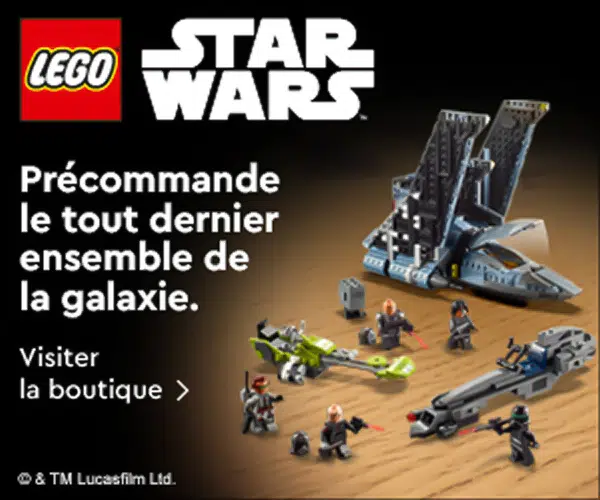 LEGO
STAR
WARS
Précommande
le tout dernier
ensemble de
la galaxie.
Visiter
la boutique >
© & TM Lucasfilm Ltd.